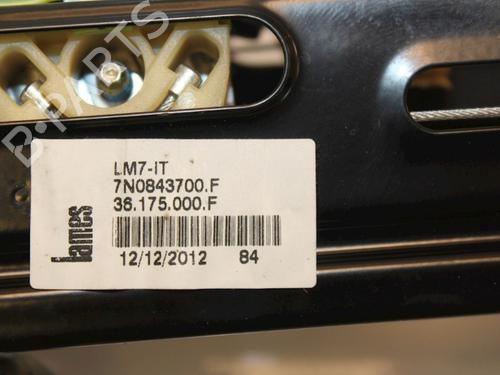 B-PARTS
LM7-IT
7N0843700.F
36.175.000.F
lames
12/12/2012 84